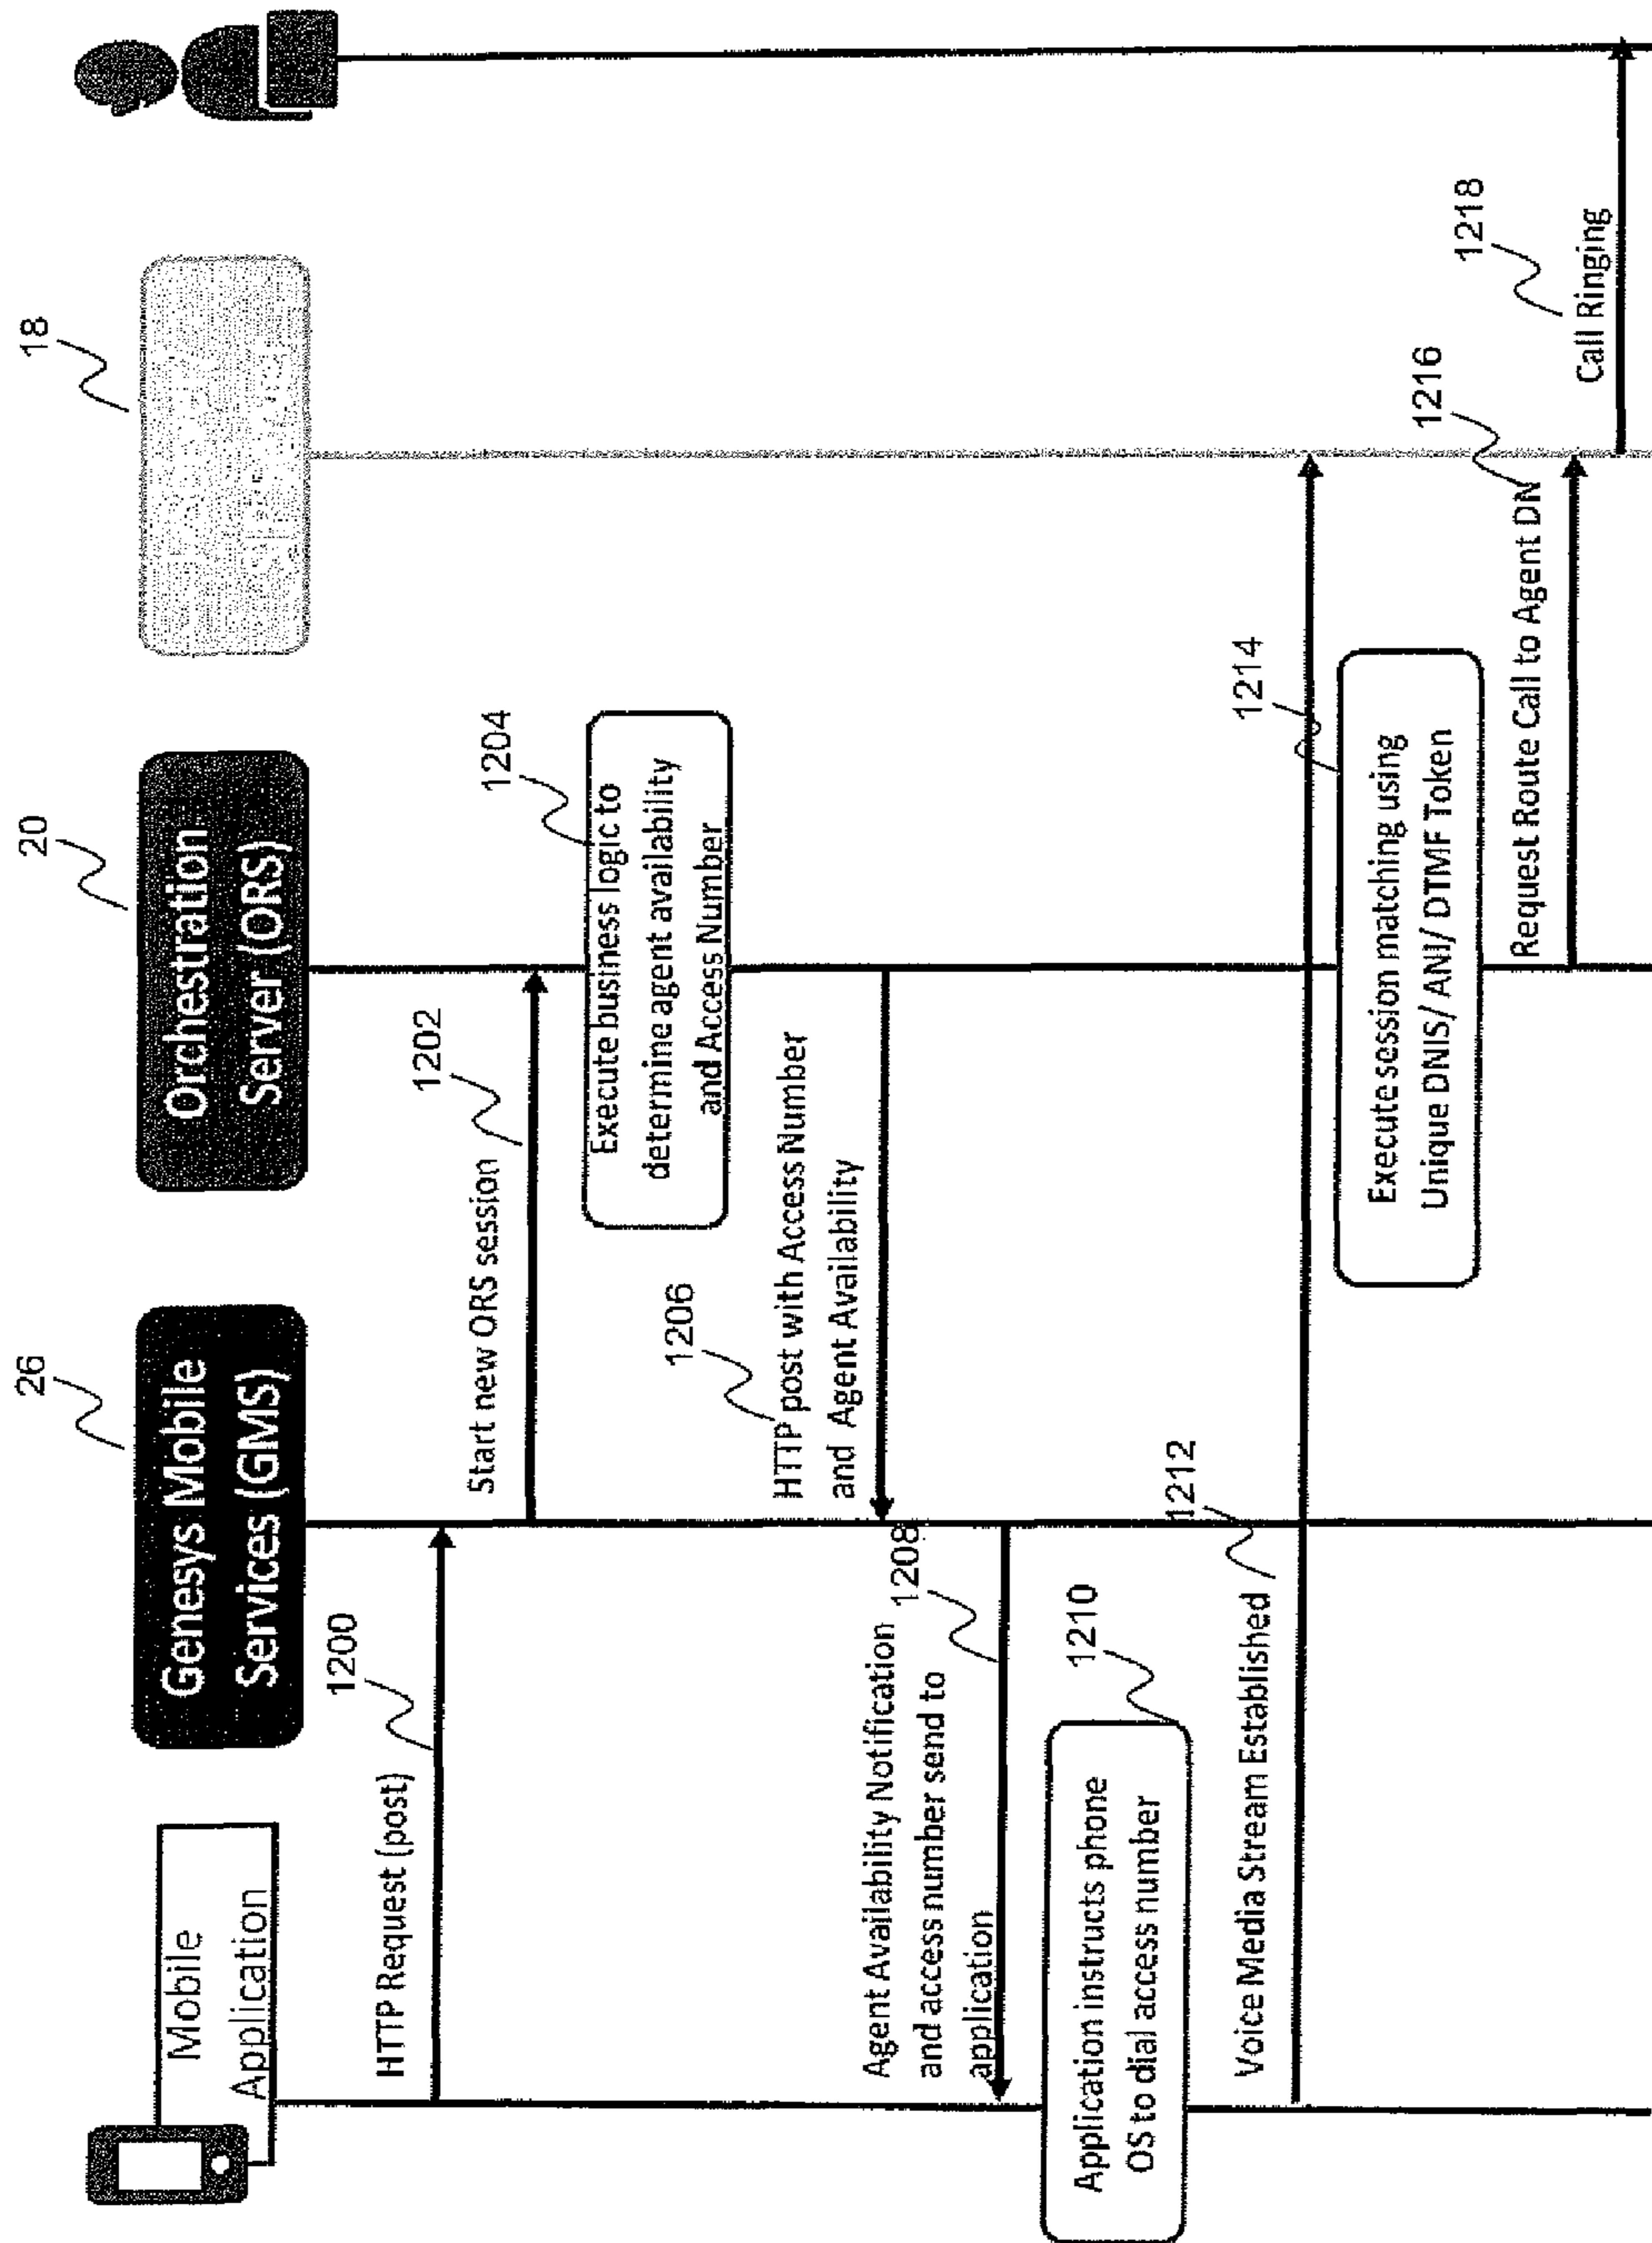 Mobile
Application
26
Genesys Mobile
Services (GMS)
20
Orchestration
Server (ORS)
18
1200
HTTP Request (post)
1202
Start new ORS session
1204
Execute business logic to
determine agent availability
and Access Number
1206
HTTP post with Access Number
and Agent Availability
1208
Agent Availability Notification
and access number send to
application
1210
Application instructs phone
OS to dial access number
1212
Voice Media Stream Established
1214
Execute session matching using
Unique DNIS/ ANI/ DTMF Token
1216
Request Route Call to Agent DN
1218
Call Ringing